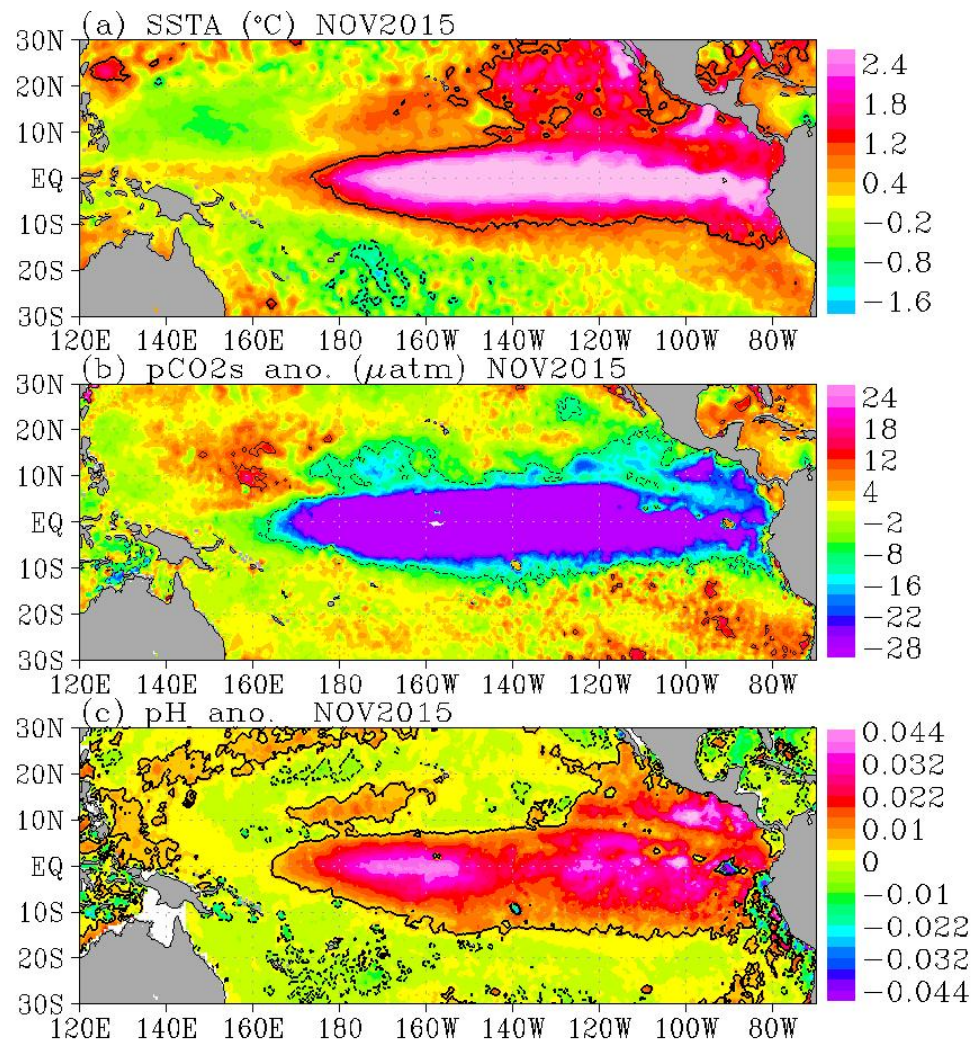 (a) SSTA (°C) NOV2015
30N
20N
10N
EQ
10S
20S
30S
120E 140E 160E 180 160W 140W 120W 100W 80W
2.4
1.8
1.2
0.4
−0.2
−0.8
−1.6
(b) pCO2s ano. (μatm) NOV2015
30N
20N
10N
EQ
10S
20S
30S
120E 140E 160E 180 160W 140W 120W 100W 80W
24
18
12
4
−2
−8
−16
−22
−28
(c) pH ano. NOV2015
30N
20N
10N
EQ
10S
20S
30S
120E 140E 160E 180 160W 140W 120W 100W 80W
0.044
0.032
0.022
0.01
0
−0.01
−0.022
−0.032
−0.044